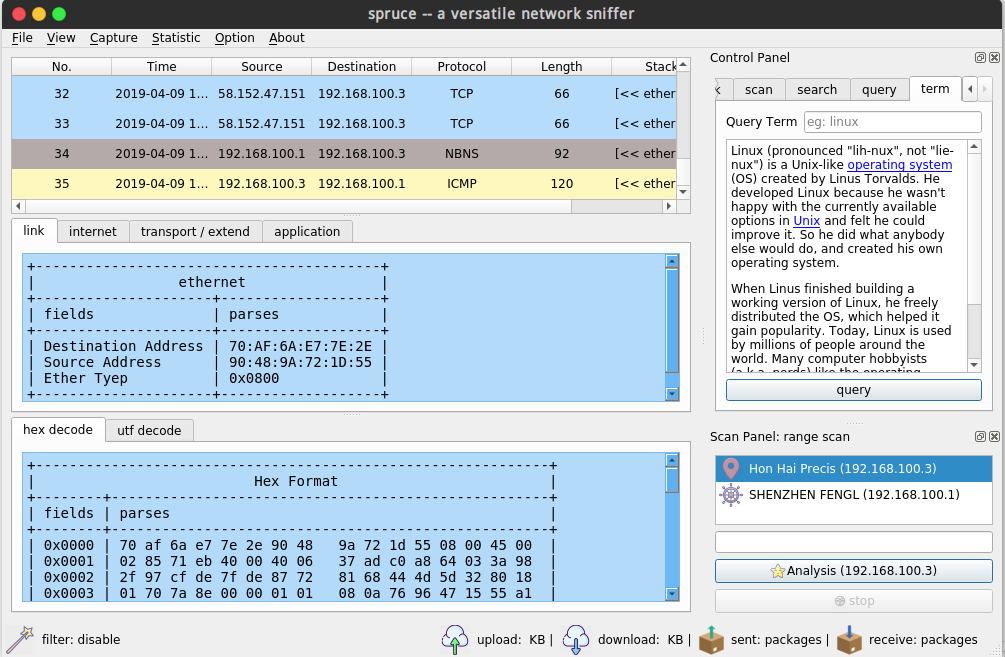 spruce -- a versatile network sniffer
File View Capture Statistic Option About
No. Time Source Destination Protocol Length Stack
32 2019-04-09 1... 58.152.47.151 192.168.100.3 TCP 66 [<< ether
33 2019-04-09 1... 58.152.47.151 192.168.100.3 TCP 66 [<< ether
34 2019-04-09 1... 192.168.100.1 192.168.100.3 NBNS 92 [<< ether
35 2019-04-09 1... 192.168.100.3 192.168.100.1 ICMP 120 [<< ether
link internet transport / extend application
+-----------------------------------------+
| ethernet |
+---------------------+-------------------+
| fields | parses |
+---------------------+-------------------+
| Destination Address | 70:AF:6A:E7:7E:2E |
| Source Address | 90:48:9A:72:1D:55 |
| Ether Tyep | 0x0800 |
+---------------------+-------------------+
hex decode utf decode
+-------------------------------------------------------------+
| Hex Format |
+--------+----------------------------------------------------+
| fields | parses |
+--------+----------------------------------------------------+
| 0x0000 | 70 af 6a e7 7e 2e 90 48 9a 72 1d 55 08 00 45 00 |
| 0x0001 | 02 85 71 eb 40 00 40 06 37 ad c0 a8 64 03 3a 98 |
| 0x0002 | 2f 97 cf de 7f de 87 72 81 68 44 4d 5d 32 80 18 |
| 0x0003 | 01 70 7a 8e 00 00 01 01 08 0a 76 96 47 15 55 a1 |
Control Panel
k scan search query term
Query Term eg: linux
Linux (pronounced "lih-nux", not "lie-
nux") is a Unix-like operating system
(OS) created by Linus Torvalds. He
developed Linux because he wasn't
happy with the currently available
options in Unix and felt he could
improve it. So he did what anybody
else would do, and created his own
operating system.
When Linus finished building a
working version of Linux, he freely
distributed the OS, which helped it
gain popularity. Today, Linux is used
by millions of people around the
world. Many computer hobbyists
(a.k.a. nerds) like the operating
query
Scan Panel: range scan
Hon Hai Precis (192.168.100.3)
SHENZHEN FENGL (192.168.100.1)
Analysis (192.168.100.3)
stop
filter: disable upload: KB | download: KB | sent: packages | receive: packages